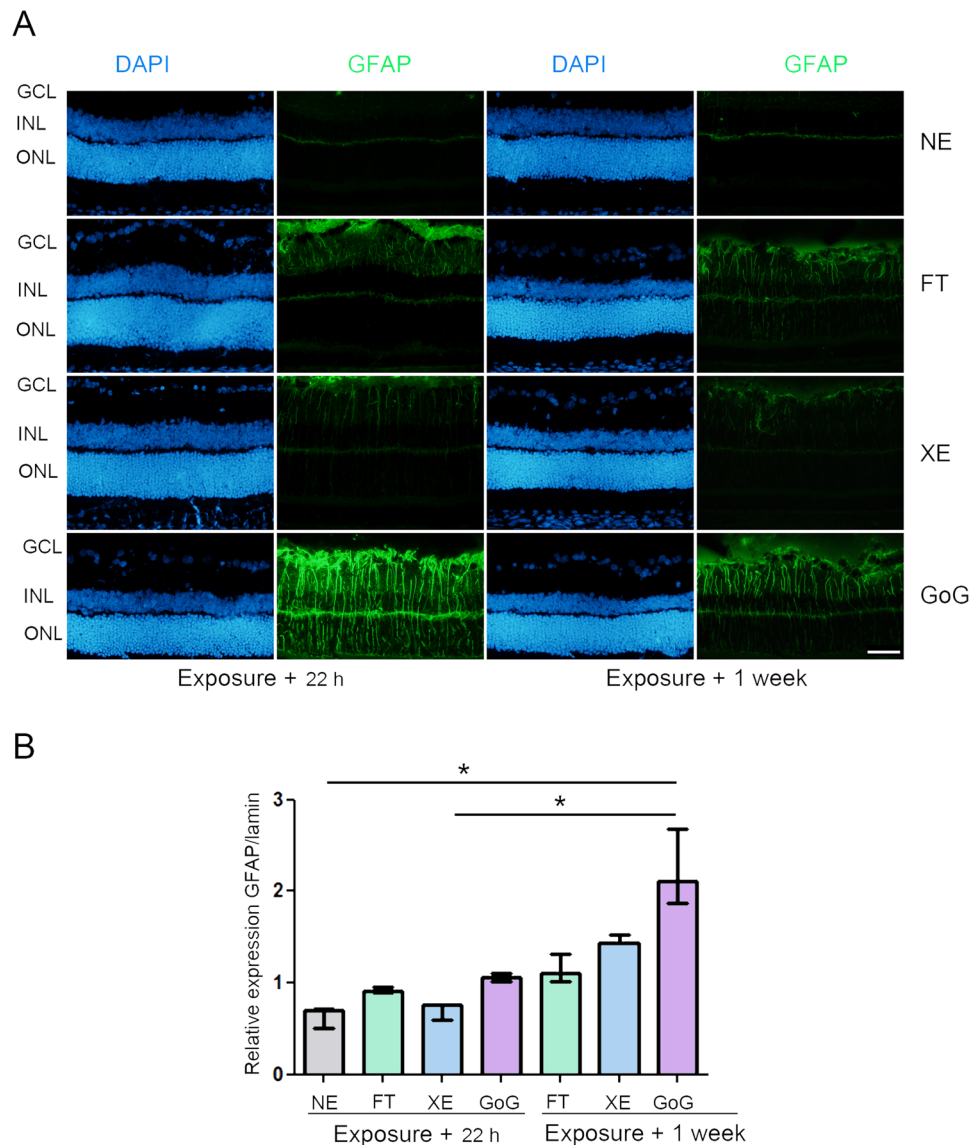 A
DAPI GFAP DAPI GFAP
GCL
INL
ONL
NE
GCL
INL
ONL
FT
GCL
INL
ONL
XE
GCL
INL
ONL
GoG
Exposure + 22 h Exposure + 1 week
B
*
*
Relative expression GFAP/lamin
3
2
1
0
NE FT XE GoG FT XE GoG
Exposure + 22 h Exposure + 1 week